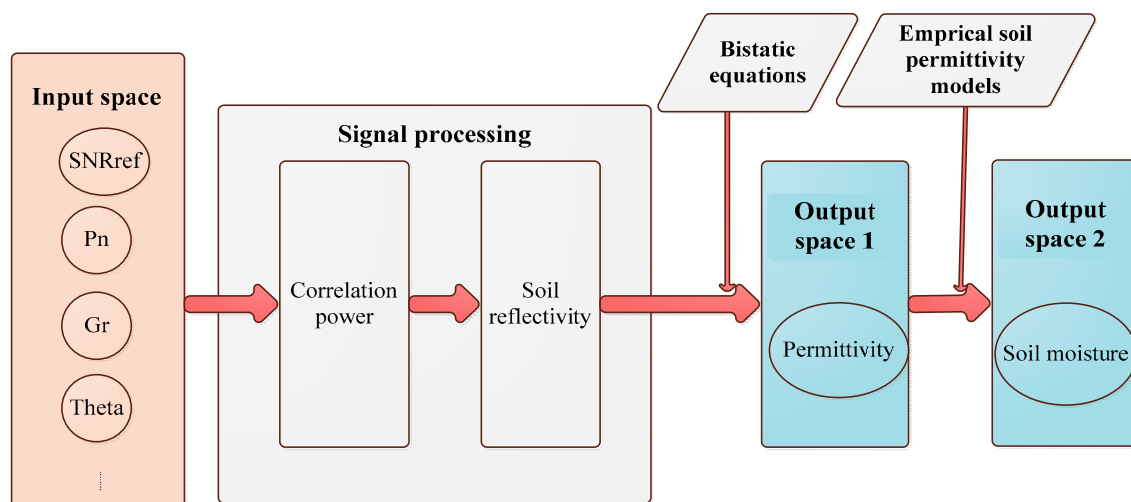 Input space
SNRref
Pn
Gr
Theta
Signal processing
Correlation
power
Soil
reflectivity
Bistatic
equations
Emprical soil
permittivity
models
Output
space 1
Permittivity
Output
space 2
Soil moisture